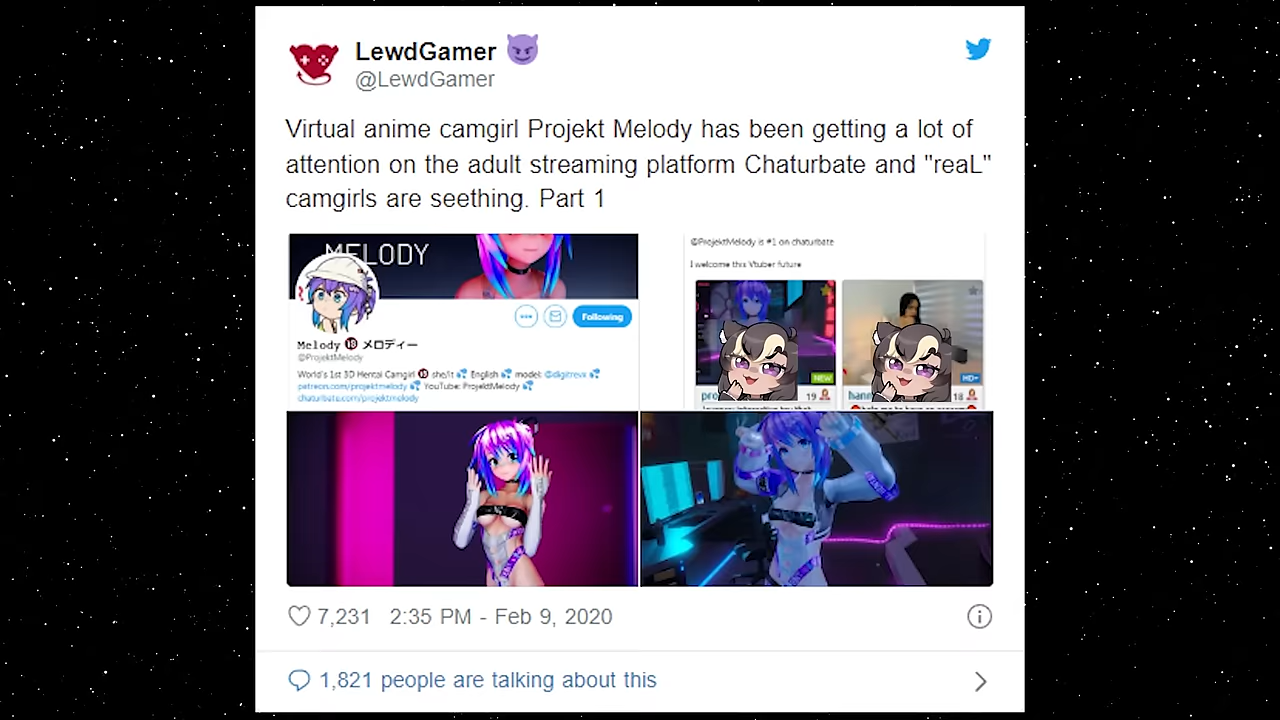 LewdGamer 😈
@LewdGamer
Virtual anime camgirl Projekt Melody has been getting a lot of
attention on the adult streaming platform Chaturbate and "reaL"
camgirls are seething. Part 1
MELODY
Following
Melody 🔞 メロディー
@ProjektMelody
World's 1st 3D Hentai Camgirl 🔞 she/it 💦 English 💦 model: @digitrevx 💦
patreon.com/projektmelody 💦 YouTube: ProjektMelody 💦
chaturbate.com/projektmelody
@ProjektMelody is #1 on chaturbate
I welcome this Vtuber future
NEW
HD+
pro
19
hann
18
7,231 2:35 PM - Feb 9, 2020
1,821 people are talking about this